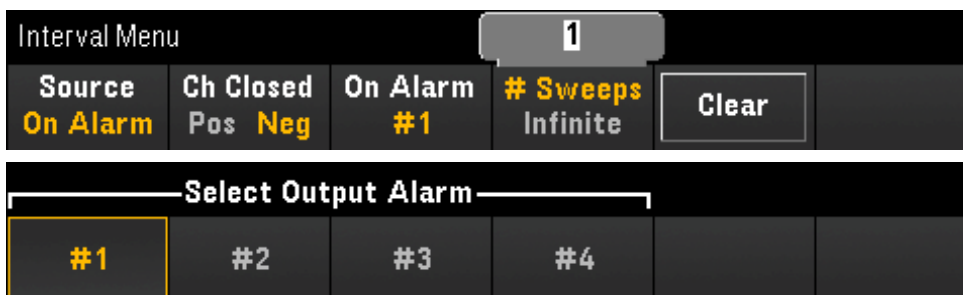 Interval Menu 1
Source Ch Closed On Alarm # Sweeps Clear
On Alarm Pos Neg #1 Infinite
Select Output Alarm
#1 #2 #3 #4